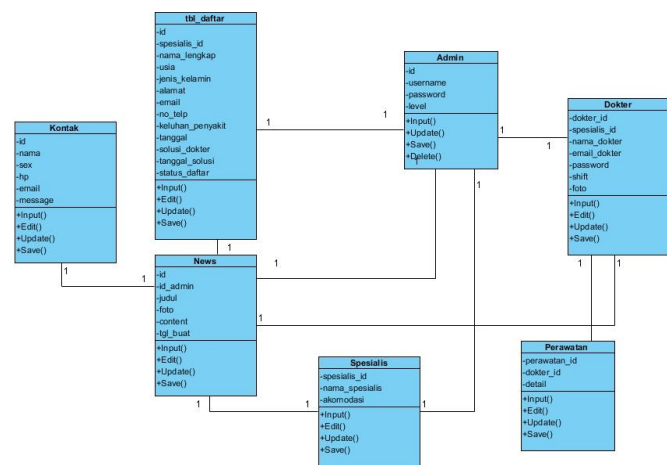 tbl_daftar
-id
-spesialis_id
-nama_lengkap
-usia
-jenis_kelamin
-alamat
-email
-no_telp
-keluhan_penyakit
-tanggal
-solusi_dokter
-tanggal_solusi
-status_daftar
+Input()
+Edit()
+Update()
+Save()
1
1
1
Admin
-id
-username
-password
-level
+Input()
+Update()
+Save()
+Delete()
1
1
1
Dokter
-dokter_id
-spesialis_id
-nama_dokter
-email_dokter
-password
-shift
-foto
+Input()
+Edit()
+Update()
+Save()
1
1
Kontak
-id
-nama
-sex
-hp
-email
-message
+Input()
+Edit()
+Update()
+Save()
1
1
News
-id
-id_admin
-judul
-foto
-content
-tgl_buat
+Input()
+Edit()
+Update()
+Save()
1
1
1
1
Spesialis
-spesialis_id
-nama_spesialis
-akomodasi
+Input()
+Edit()
+Update()
+Save()
1
1
Perawatan
-perawatan_id
-dokter_id
-detail
+Input()
+Edit()
+Update()
+Save()